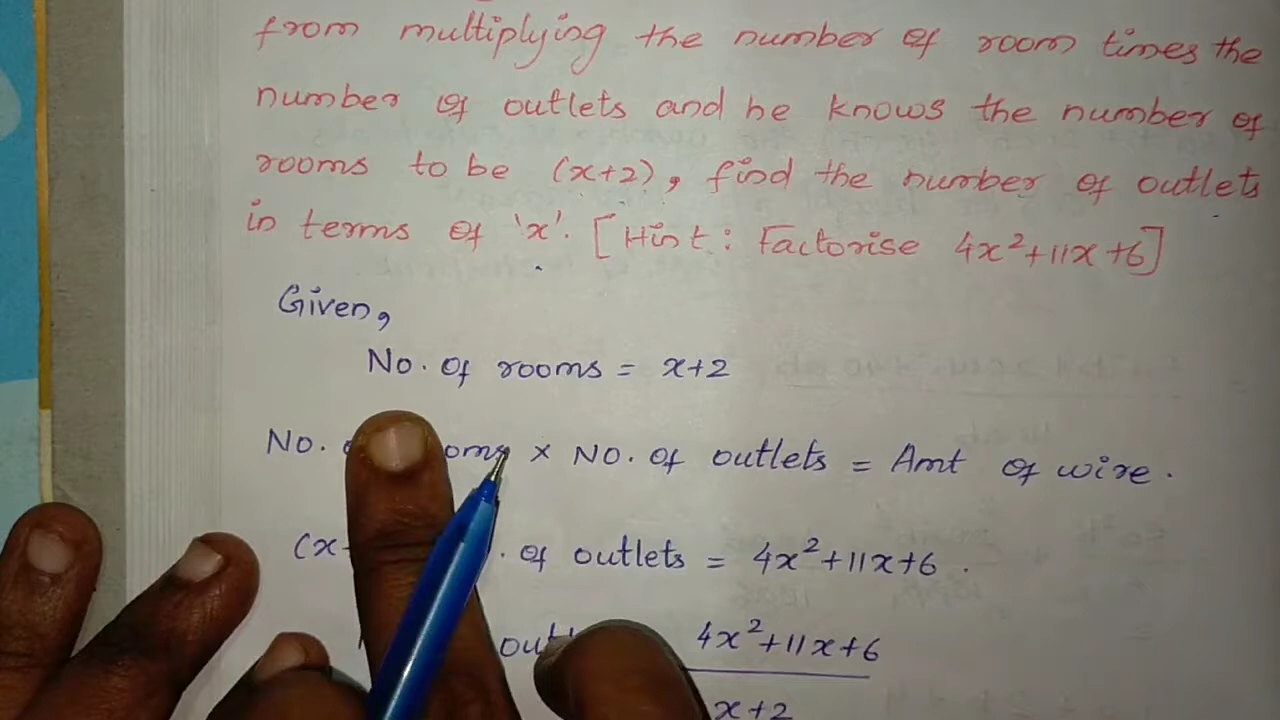 from multiplying the number of room times the
number of outlets and he knows the number of
rooms to be (x+2), find the number of outlets
in terms of 'x'. [Hint: Factorise 4x²+11x+6]
Given,
No. of rooms = x+2
No. × No. of outlets = Amt of wire.
(x of outlets = 4x²+11x+6.
4x²+11x+6
x+2